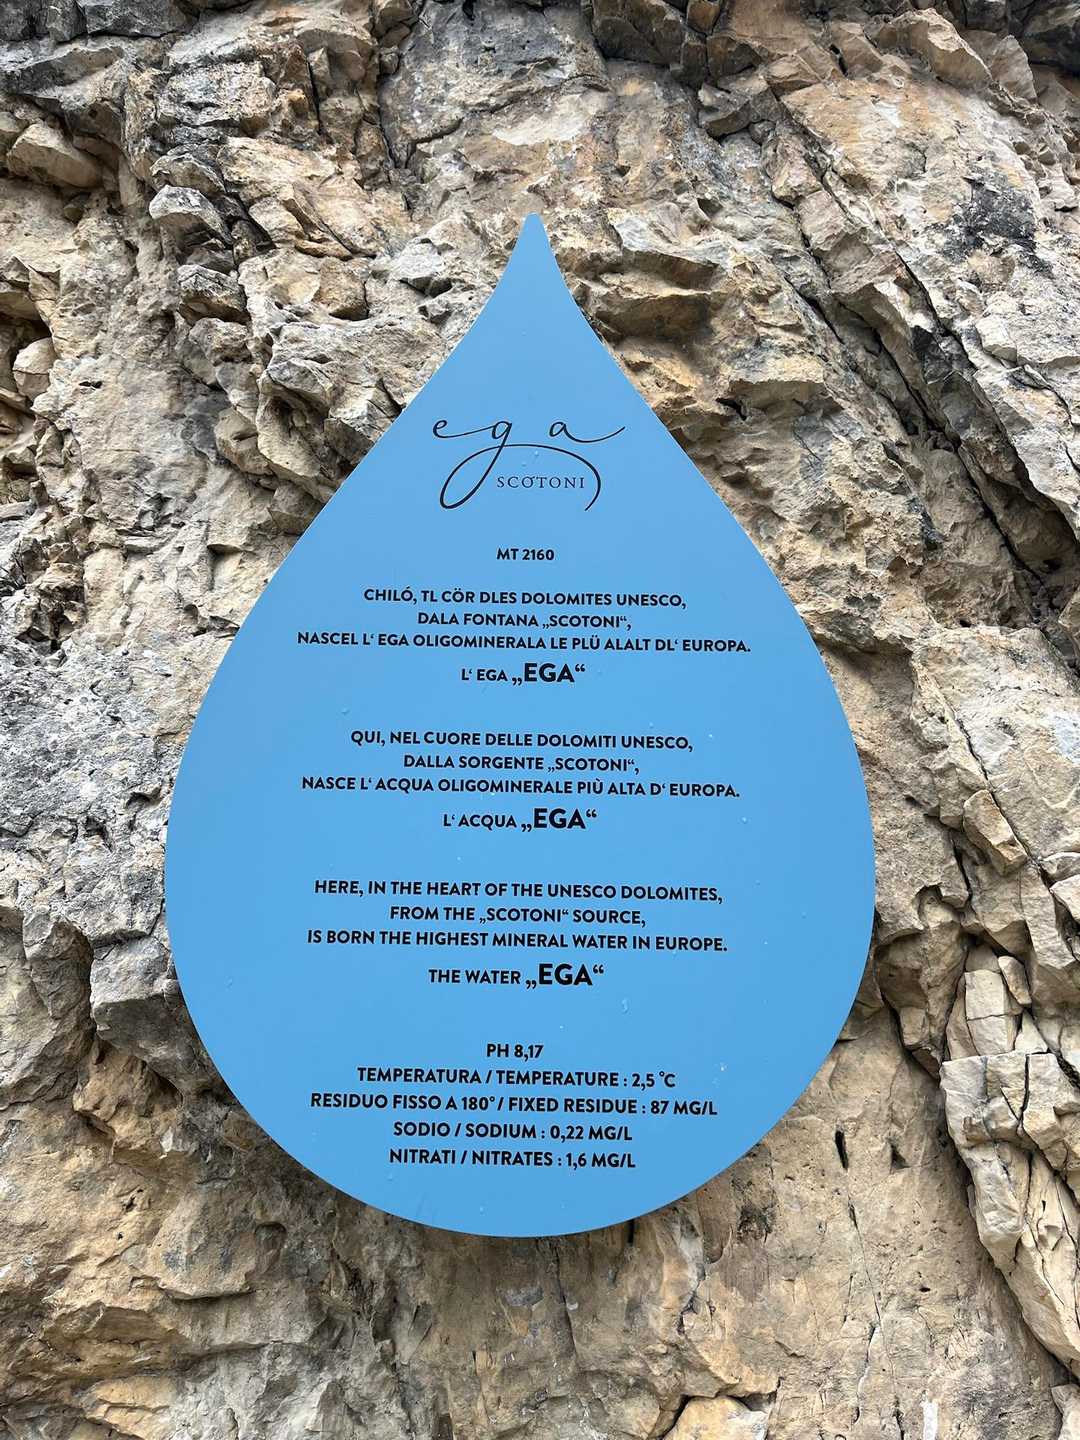 ega
SCOTONI
MT 2160
CHILÓ, TL CÖR DLES DOLOMITES UNESCO,
DALA FONTANA „SCOTONI“,
NASCEL L‘ EGA OLIGOMINERALA LE PLÜ ALALT DL‘ EUROPA.
L‘ EGA „EGA“
QUI, NEL CUORE DELLE DOLOMITI UNESCO,
DALLA SORGENTE „SCOTONI“,
NASCE L‘ ACQUA OLIGOMINERALE PIÙ ALTA D‘ EUROPA.
L‘ ACQUA „EGA“
HERE, IN THE HEART OF THE UNESCO DOLOMITES,
FROM THE „SCOTONI“ SOURCE,
IS BORN THE HIGHEST MINERAL WATER IN EUROPE.
THE WATER „EGA“
PH 8,17
TEMPERATURA / TEMPERATURE : 2,5 °C
RESIDUO FISSO A 180° / FIXED RESIDUE : 87 MG/L
SODIO / SODIUM : 0,22 MG/L
NITRATI / NITRATES : 1,6 MG/L